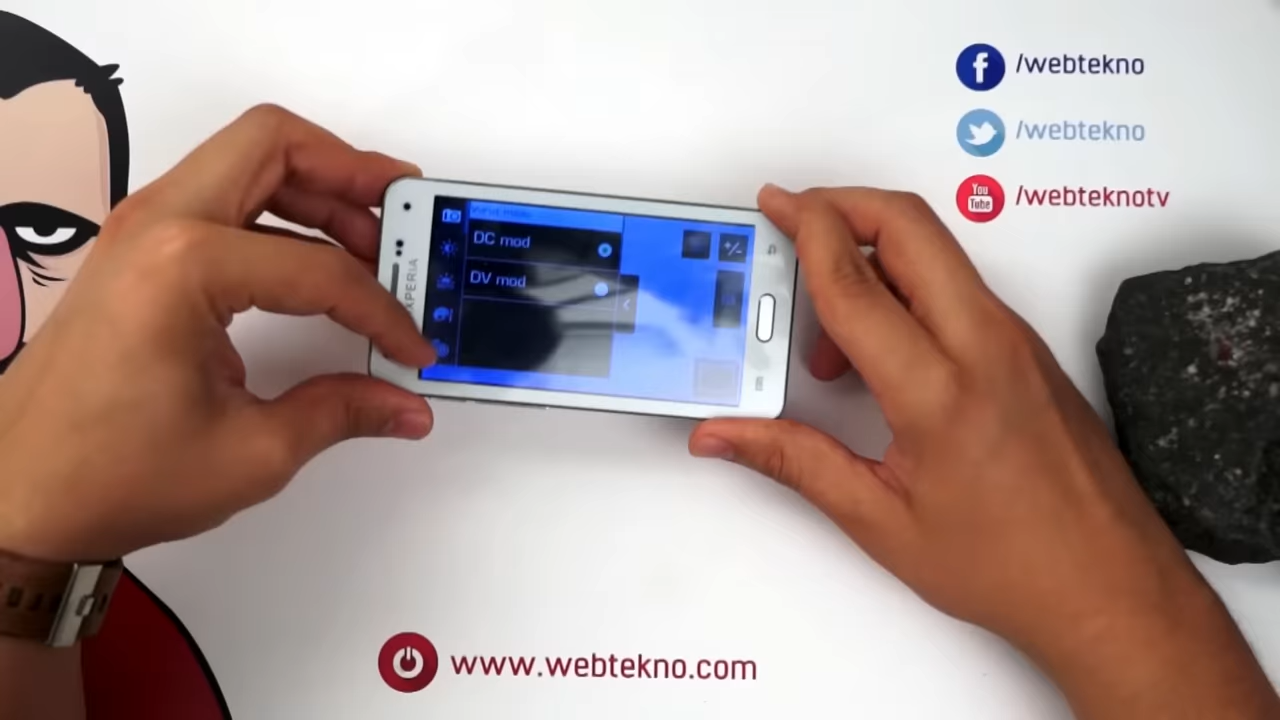 /webtekno
/webtekno
You
Tube
/webteknotv
XPERIA
DC mod
DV mod
www.webtekno.com